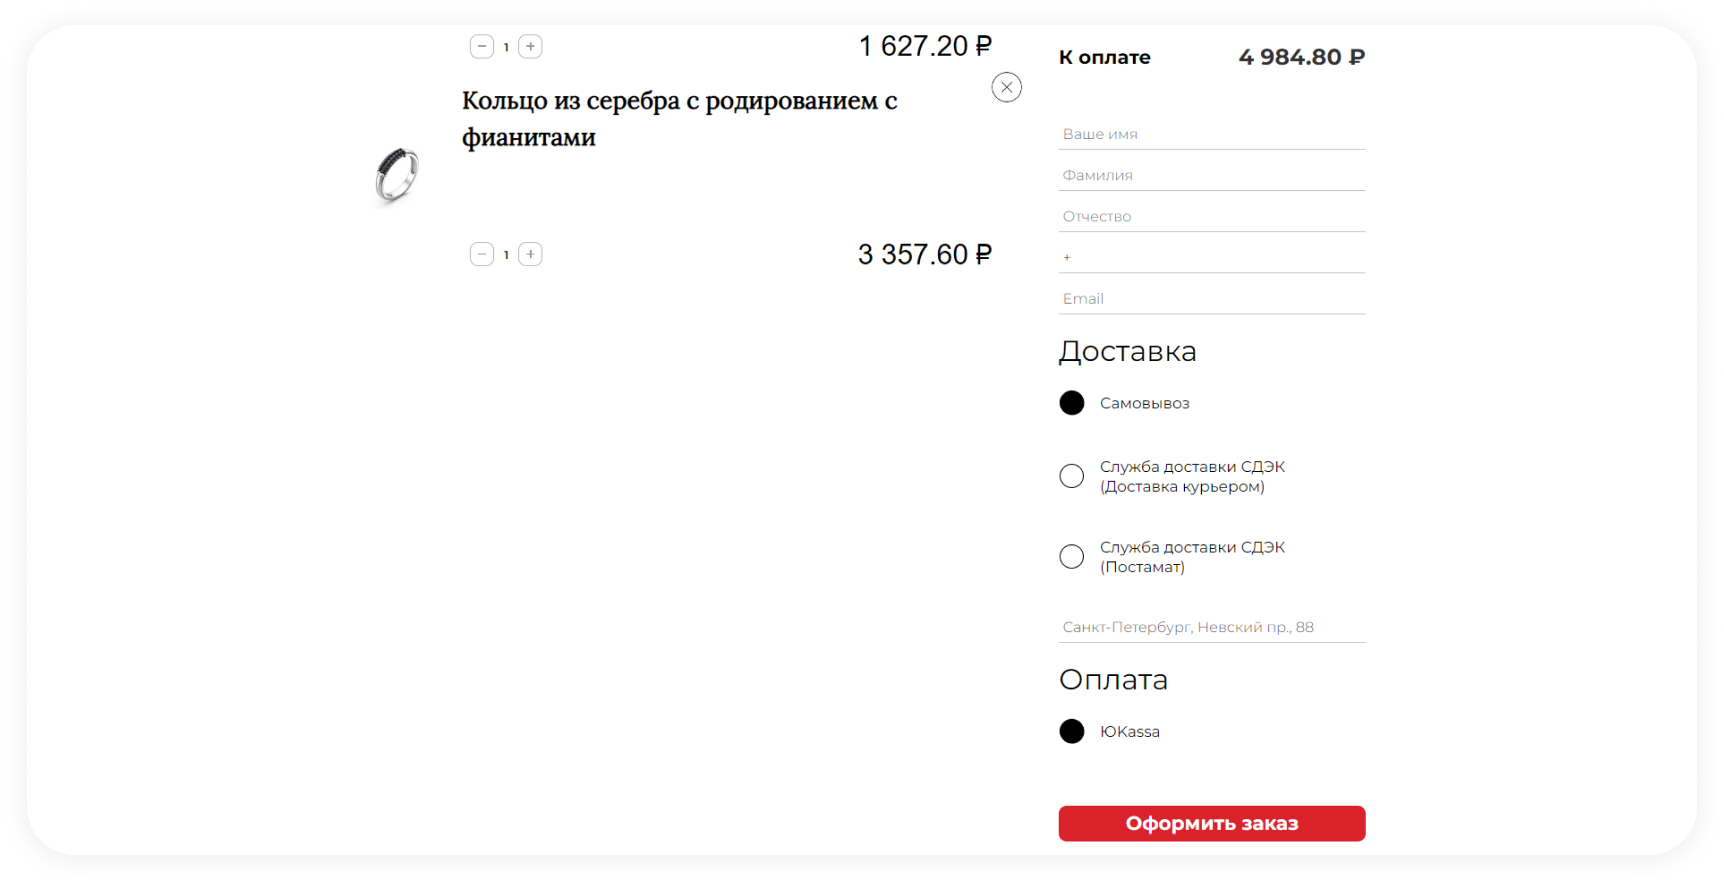 − 1 +
1 627.20 ₽
Кольцо из серебра с родированием с
фианитами
− 1 +
3 357.60 ₽
К оплате 4 984.80 ₽
Ваше имя
Фамилия
Отчество
+
Email
Доставка
Самовывоз
Служба доставки СДЭК
(Доставка курьером)
Служба доставки СДЭК
(Постамат)
Санкт-Петербург, Невский пр., 88
Оплата
ЮKassa
Оформить заказ